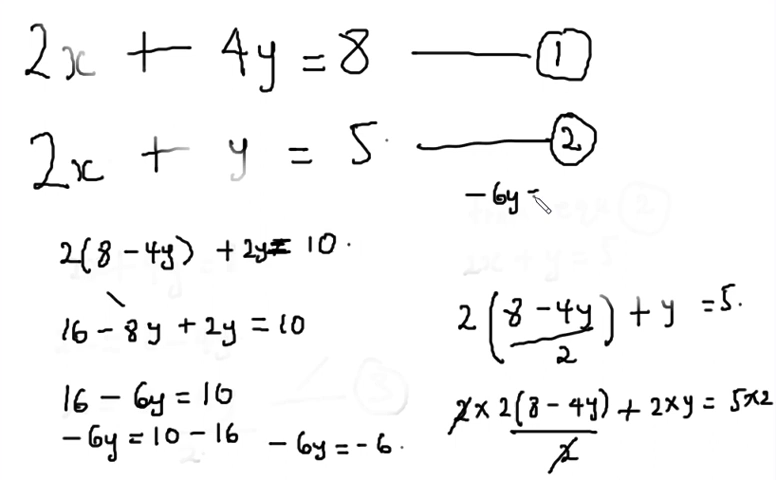 2x + 4y = 8 —— 1
2x + y = 5 —— 2
-6y =
2(8 - 4y) + 2y = 10.
16 - 8y + 2y = 10
16 - 6y = 10
-6y = 10 - 16
-6y = -6.
2((8 - 4y)/2) + y = 5.
2 × 2(8 - 4y)/2 + 2×y = 5×2